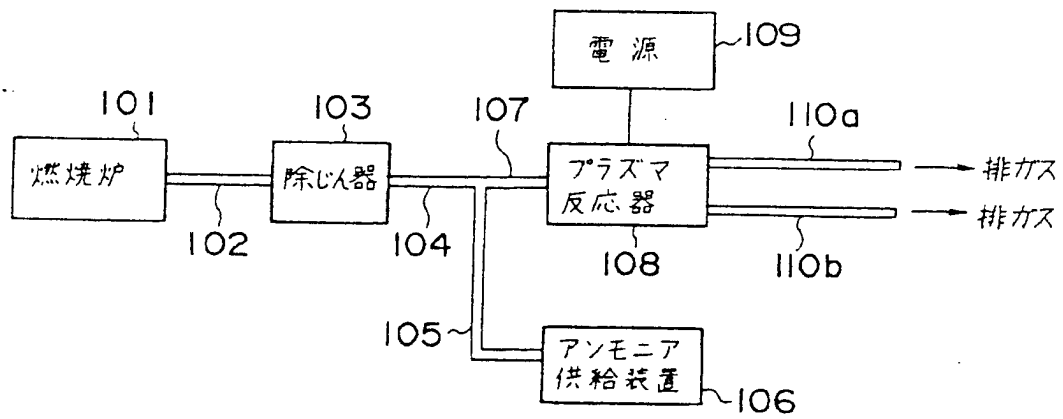 電源
109
101
103
107
110a
燃焼炉
除じん器
プラズマ
反応器
排ガス
排ガス
102
104
108
110b
105
アンモニア
供給装置
106